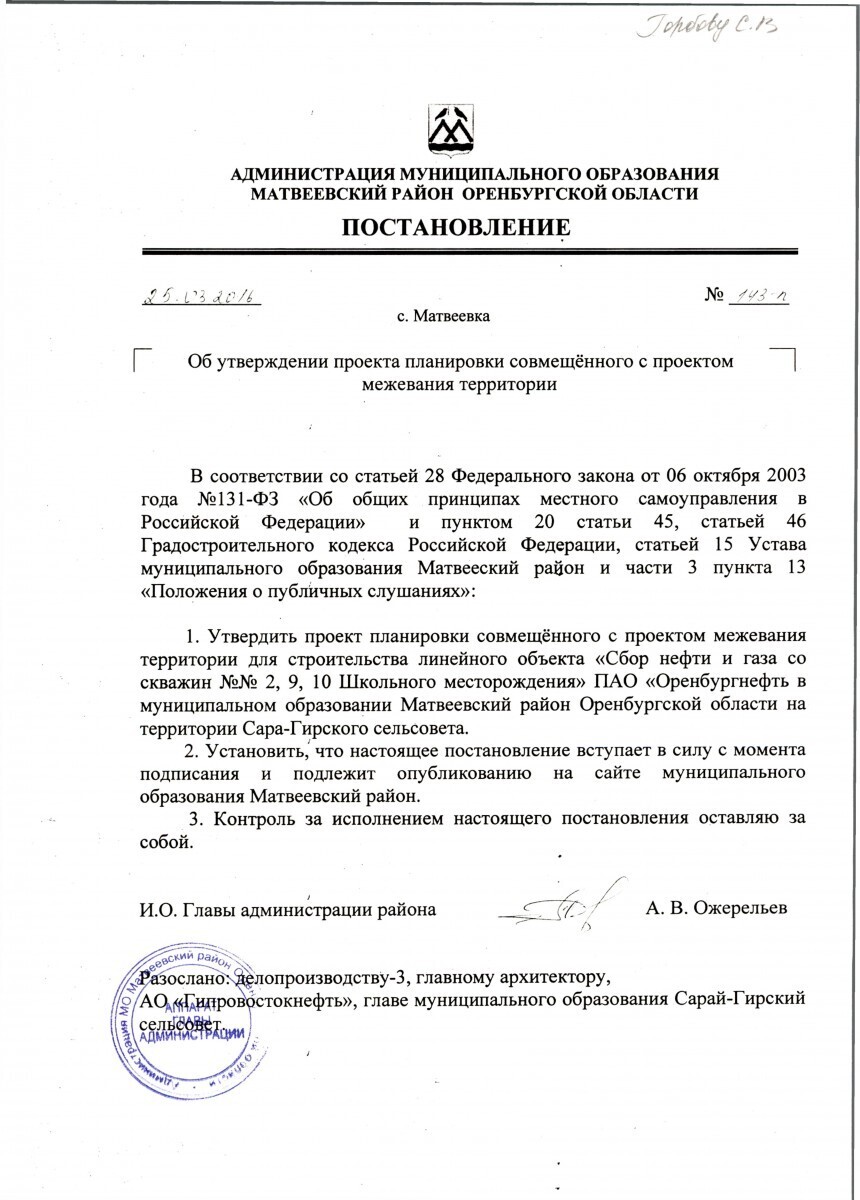 Горбову С.В
АДМИНИСТРАЦИЯ МУНИЦИПАЛЬНОГО ОБРАЗОВАНИЯ
МАТВЕЕВСКИЙ РАЙОН ОРЕНБУРГСКОЙ ОБЛАСТИ
ПОСТАНОВЛЕНИЕ
25.03.2016 № 143-п
с. Матвеевка
Об утверждении проекта планировки совмещённого с проектом
межевания территории
В соответствии со статьей 28 Федерального закона от 06 октября 2003
года №131-ФЗ «Об общих принципах местного самоуправления в
Российской Федерации» и пунктом 20 статьи 45, статьей 46
Градостроительного кодекса Российской Федерации, статьей 15 Устава
муниципального образования Матвееский район и части 3 пункта 13
«Положения о публичных слушаниях»:
1. Утвердить проект планировки совмещённого с проектом межевания
территории для строительства линейного объекта «Сбор нефти и газа со
скважин №№ 2, 9, 10 Школьного месторождения» ПАО «Оренбургнефть в
муниципальном образовании Матвеевский район Оренбургской области на
территории Сара-Гирского сельсовета.
2. Установить, что настоящее постановление вступает в силу с момента
подписания и подлежит опубликованию на сайте муниципального
образования Матвеевский район.
3. Контроль за исполнением настоящего постановления оставляю за
собой.
И.О. Главы администрации района А. В. Ожерельев
Разослано: делопроизводству-3, главному архитектору,
АО «Гипровостокнефть», главе муниципального образования Сарай-Гирский
сельсовет.
Администрация МО Матвеевский район
АППАРАТ
ГЛАВЫ
АДМИНИСТРАЦИИ